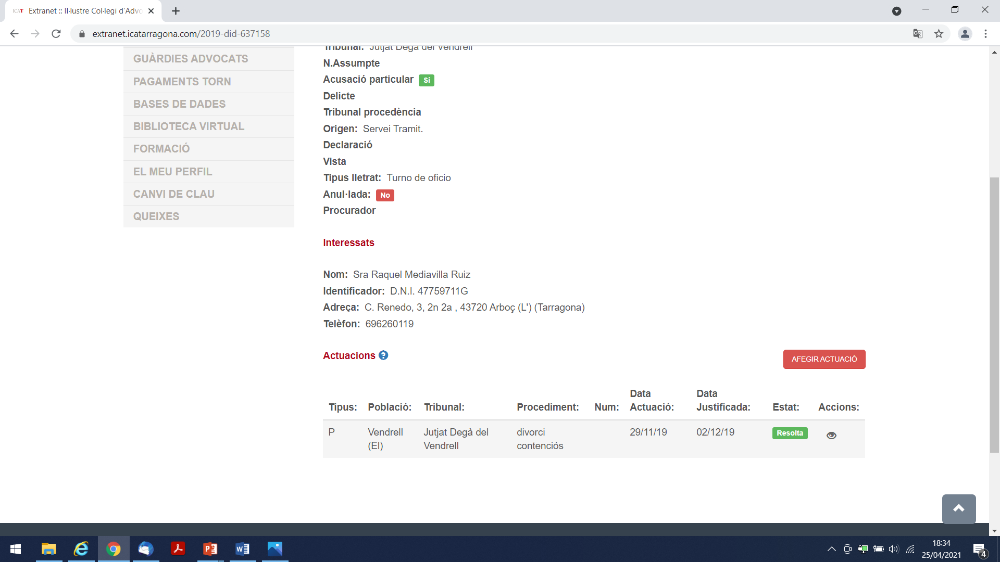 Extranet :: Il·lustre Col·legi d'Advo
extranet.icatarragona.com/2019-did-637158
GUÀRDIES ADVOCATS
PAGAMENTS TORN
BASES DE DADES
BIBLIOTECA VIRTUAL
FORMACIÓ
EL MEU PERFIL
CANVI DE CLAU
QUEIXES
Tribunal: Jutjat Degà del Vendrell
N.Assumpte
Acusació particular Sí
Delicte
Tribunal procedència
Origen: Servei Tramit.
Declaració
Vista
Tipus lletrat: Turno de oficio
Anul·lada: No
Procurador
Interessats
Nom: Sra Raquel Mediavilla Ruiz
Identificador: D.N.I. 47759711G
Adreça: C. Renedo, 3, 2n 2a , 43720 Arboç (L') (Tarragona)
Telèfon: 696260119
Actuacions ?
AFEGIR ACTUACIÓ
Tipus: Població: Tribunal: Procediment: Num: Data Actuació: Data Justificada: Estat: Accions:
P Vendrell (El) Jutjat Degà del Vendrell divorci contenciós 29/11/19 02/12/19 Resolta
18:34
25/04/2021
4